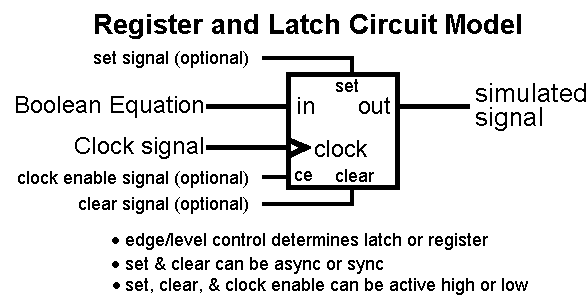 Register and Latch Circuit Model
set signal (optional)
set
Boolean Equation
in
out
simulated
signal
Clock signal
clock
clock enable signal (optional)
ce
clear
clear signal (optional)
• edge/level control determines latch or register
• set & clear can be async or sync
• set, clear, & clock enable can be active high or low